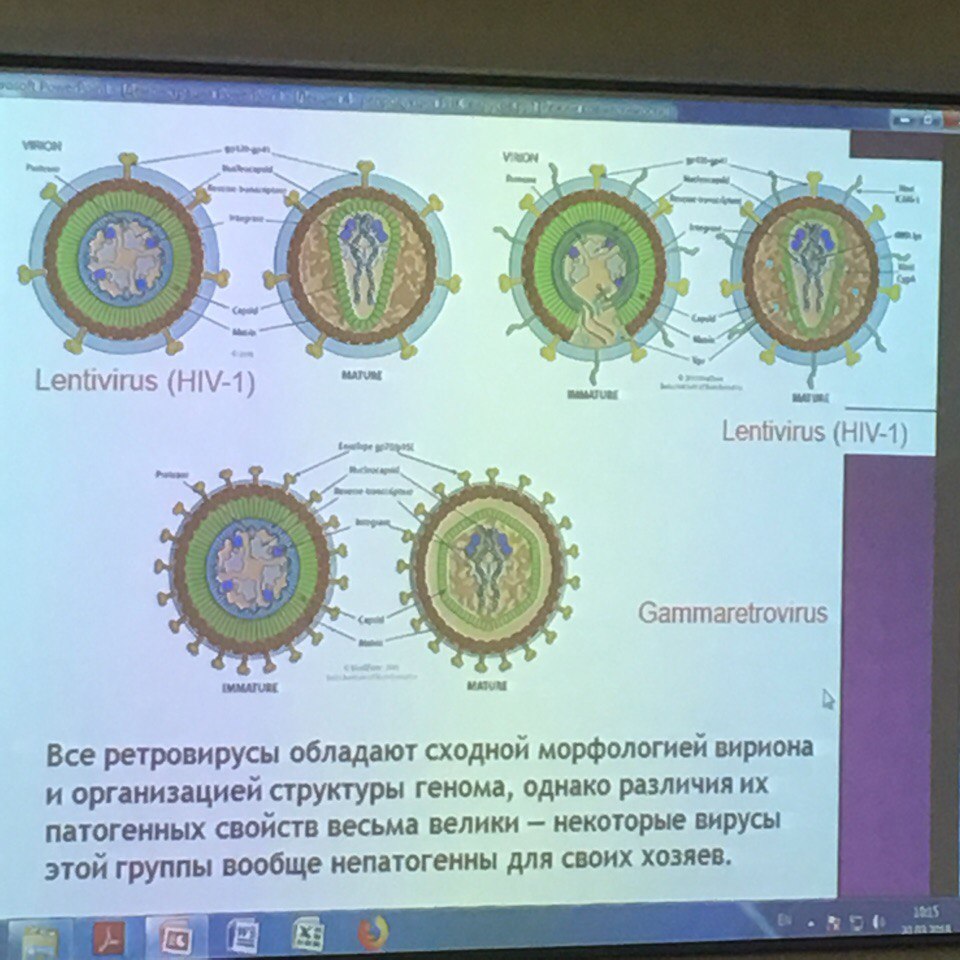 VIRION
gp120-gp41
Protease
Nucleocapsid
Reverse transcriptase
Integrase
Capsid
Matrix
MATURE
Lentivirus (HIV-1)
VIRION
gp120-gp41
Protease
Nucleocapsid
Reverse transcriptase
Integrase
Capsid
Matrix
Vpr
IMMATURE
MATURE
Lentivirus (HIV-1)
Protease
Nucleocapsid
Reverse transcriptase
Integrase
Capsid
Matrix
IMMATURE
MATURE
Gammaretrovirus
Все ретровирусы обладают сходной морфологией вириона
и организацией структуры генома, однако различия их
патогенных свойств весьма велики – некоторые вирусы
этой группы вообще непатогенны для своих хозяев.
EN
10:15